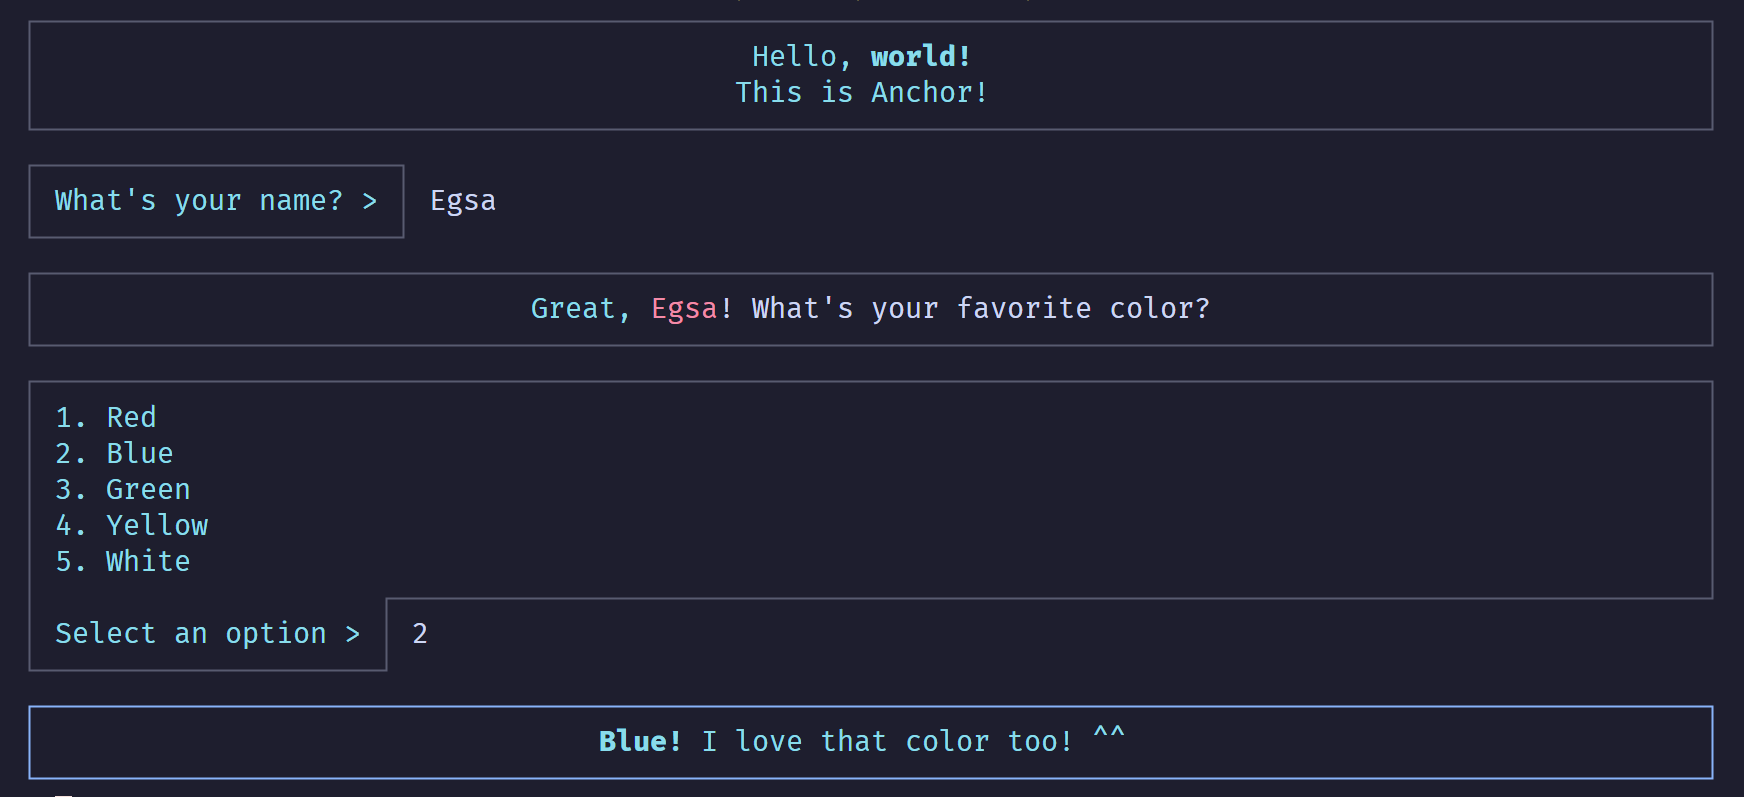 Hello, world!
This is Anchor!
What's your name? > Egsa
Great, Egsa! What's your favorite color?
1. Red
2. Blue
3. Green
4. Yellow
5. White
Select an option > 2
Blue! I love that color too! ^^